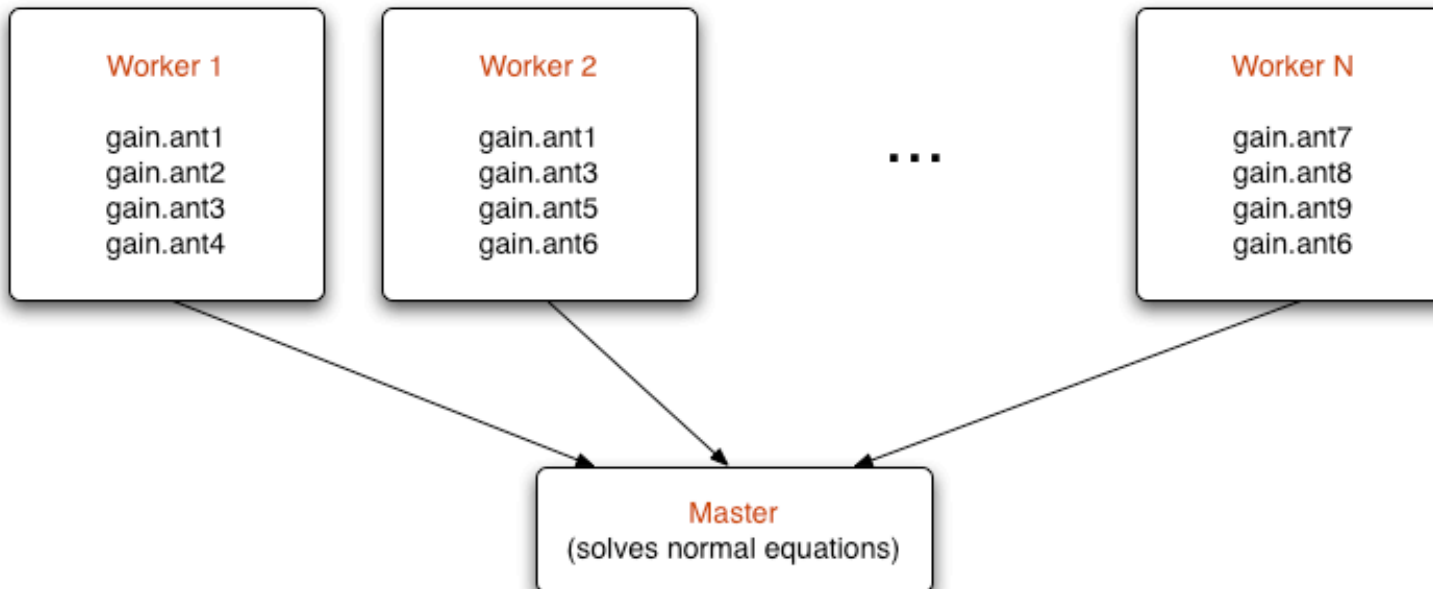 Worker 1
gain.ant1
gain.ant2
gain.ant3
gain.ant4
Worker 2
gain.ant1
gain.ant3
gain.ant5
gain.ant6
...
Worker N
gain.ant7
gain.ant8
gain.ant9
gain.ant6
Master
(solves normal equations)